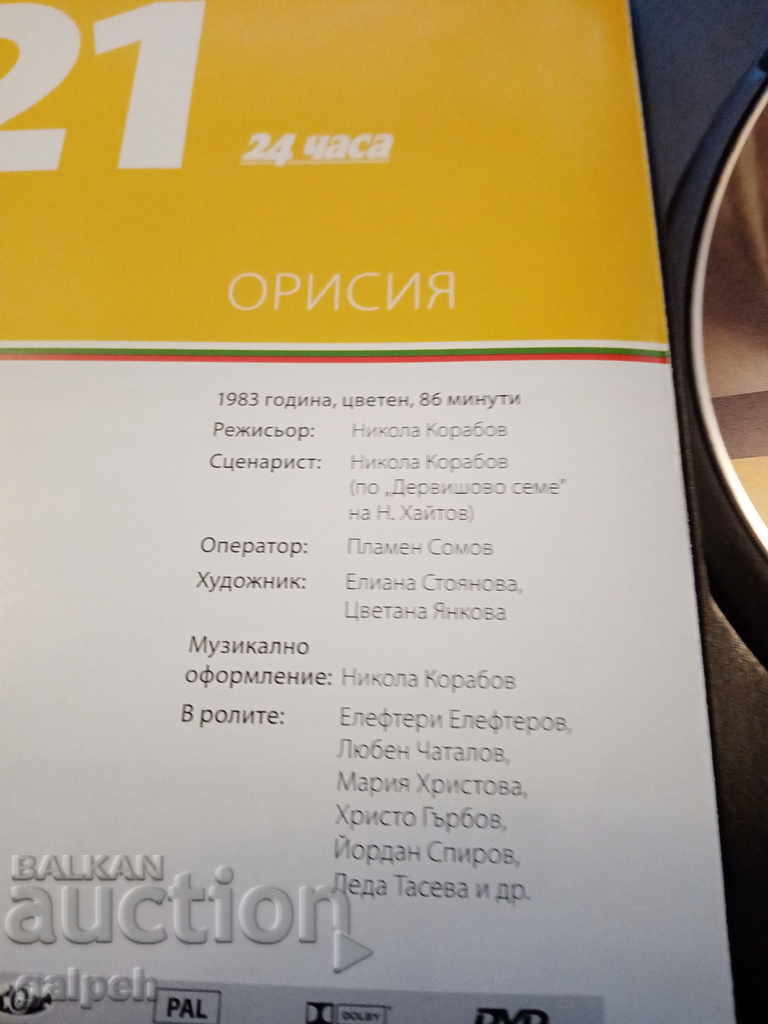 21
24 часа
ОРИСИЯ
1983 година, цветен, 86 минути
Режисьор: Никола Корабов
Сценарист: Никола Корабов
(по „Дервишово семе"
на Н. Хайтов)
Оператор: Пламен Сомов
Художник: Елиана Стоянова,
Цветана Янкова
Музикално
оформление: Никола Корабов
В ролите: Елефтери Елефтеров,
Любен Чаталов,
Мария Христова,
Христо Гърбов,
Йордан Спиров,
Леда Тасева и др.
BALKAN
auction
galpeh
PAL
DOLBY
DVD